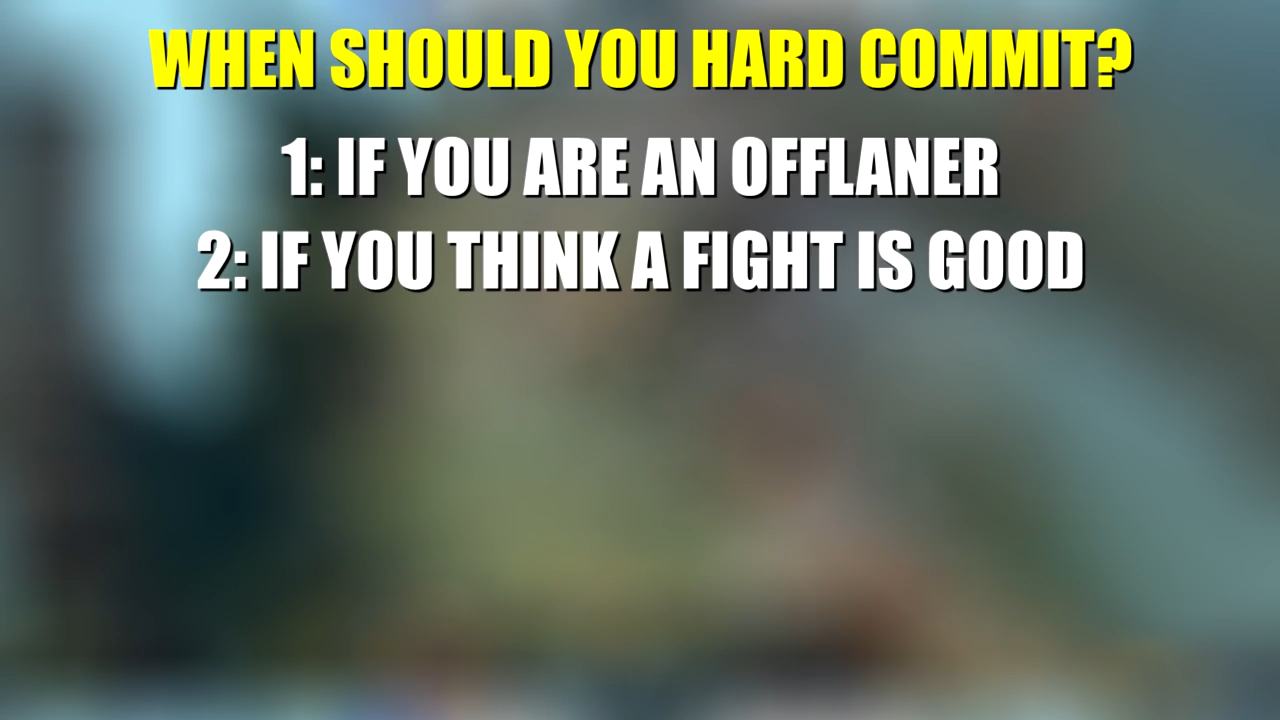 WHEN SHOULD YOU HARD COMMIT?
1: IF YOU ARE AN OFFLANER
2: IF YOU THINK A FIGHT IS GOOD